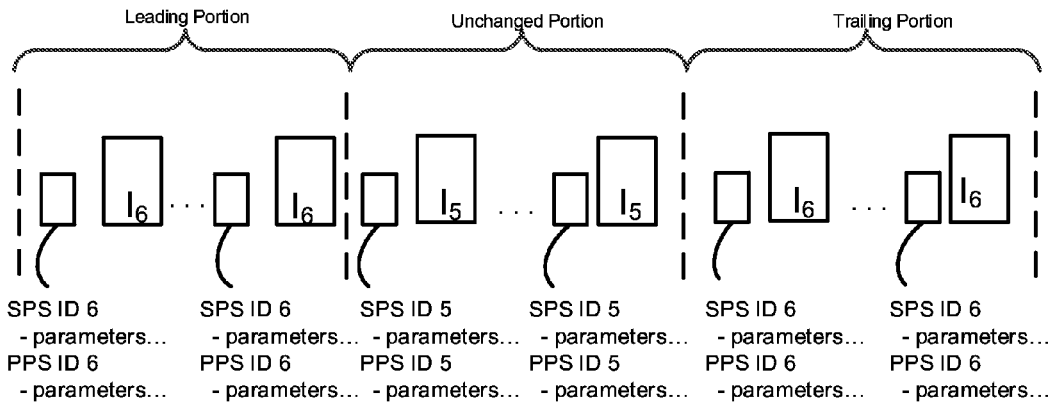 Leading Portion Unchanged Portion Trailing Portion
I6 . . . I6 I5 . . . I5 I6 . . . I6
SPS ID 6 SPS ID 6 SPS ID 5 SPS ID 5 SPS ID 6 SPS ID 6
- parameters... - parameters... - parameters... - parameters... - parameters... - parameters...
PPS ID 6 PPS ID 6 PPS ID 5 PPS ID 5 PPS ID 6 PPS ID 6
- parameters... - parameters... - parameters... - parameters... - parameters... - parameters...